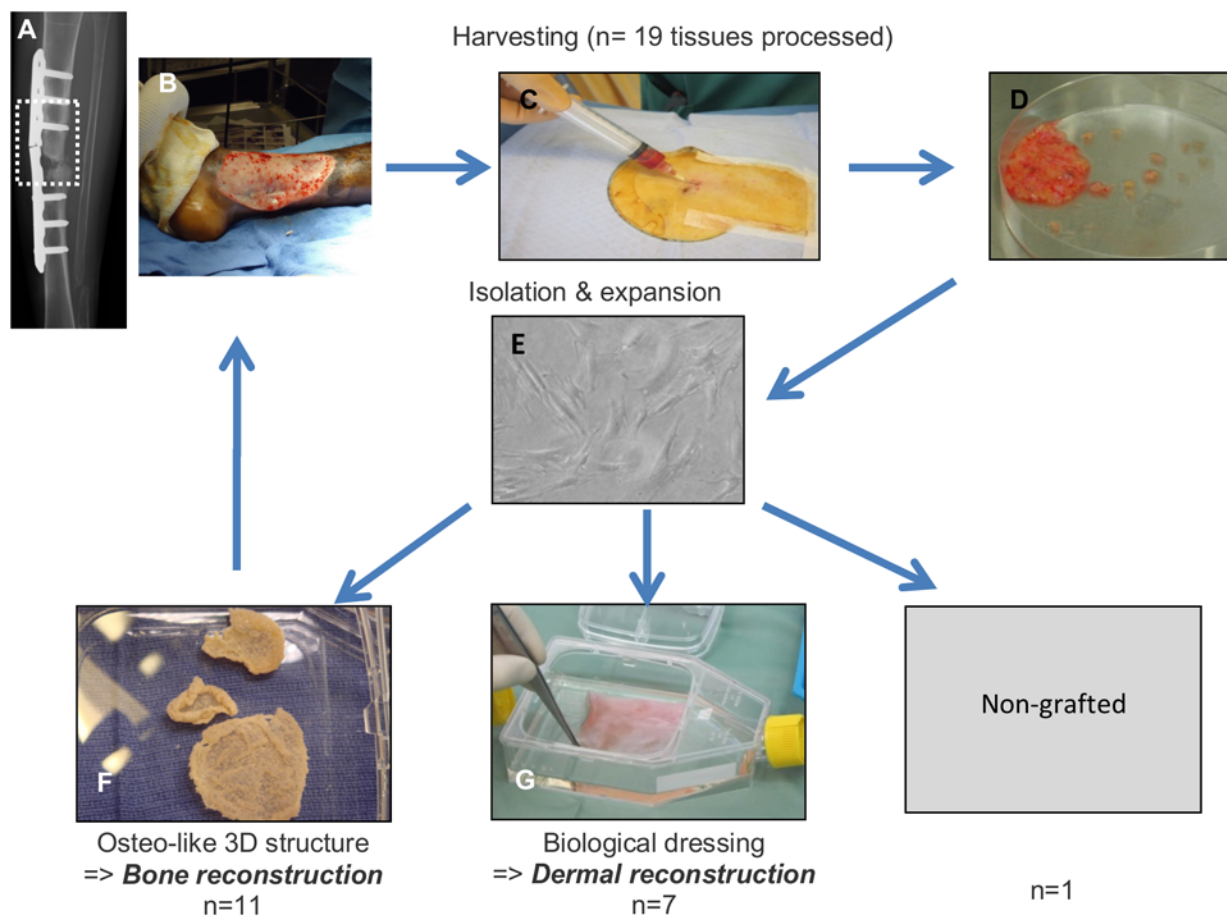 A
Harvesting (n= 19 tissues processed)
B
C
D
Isolation & expansion
E
F
G
Non-grafted
Osteo-like 3D structure
=> Bone reconstruction
n=11
Biological dressing
=> Dermal reconstruction
n=7
n=1